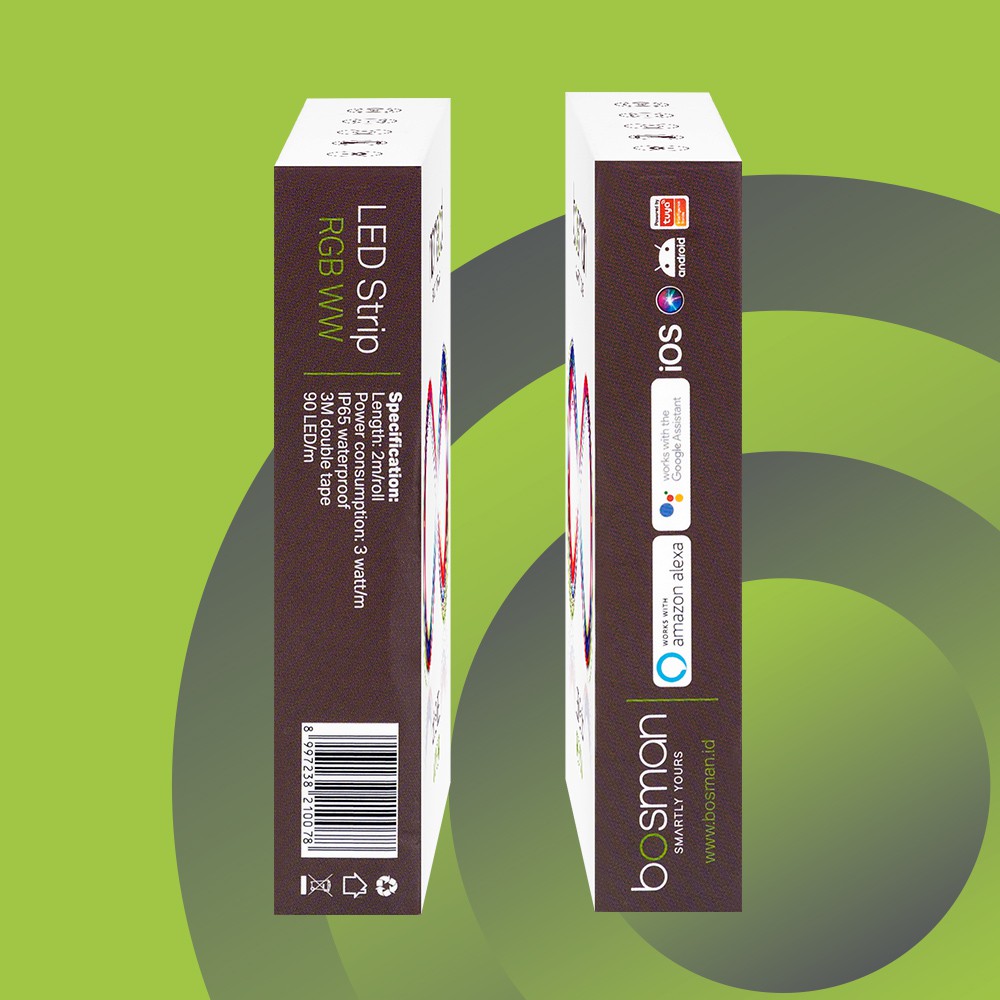 LED Strip
RGB WW
Specification:
Length: 2m/roll
Power consumption: 3 watt/m
IP65 waterproof
3M double tape
90 LED/m
8 997238 210078
bosman
SMARTLY YOURS
www.bosman.id
WORKS WITH
amazon alexa
works with the
Google Assistant
iOS
android
Powered by
tuya